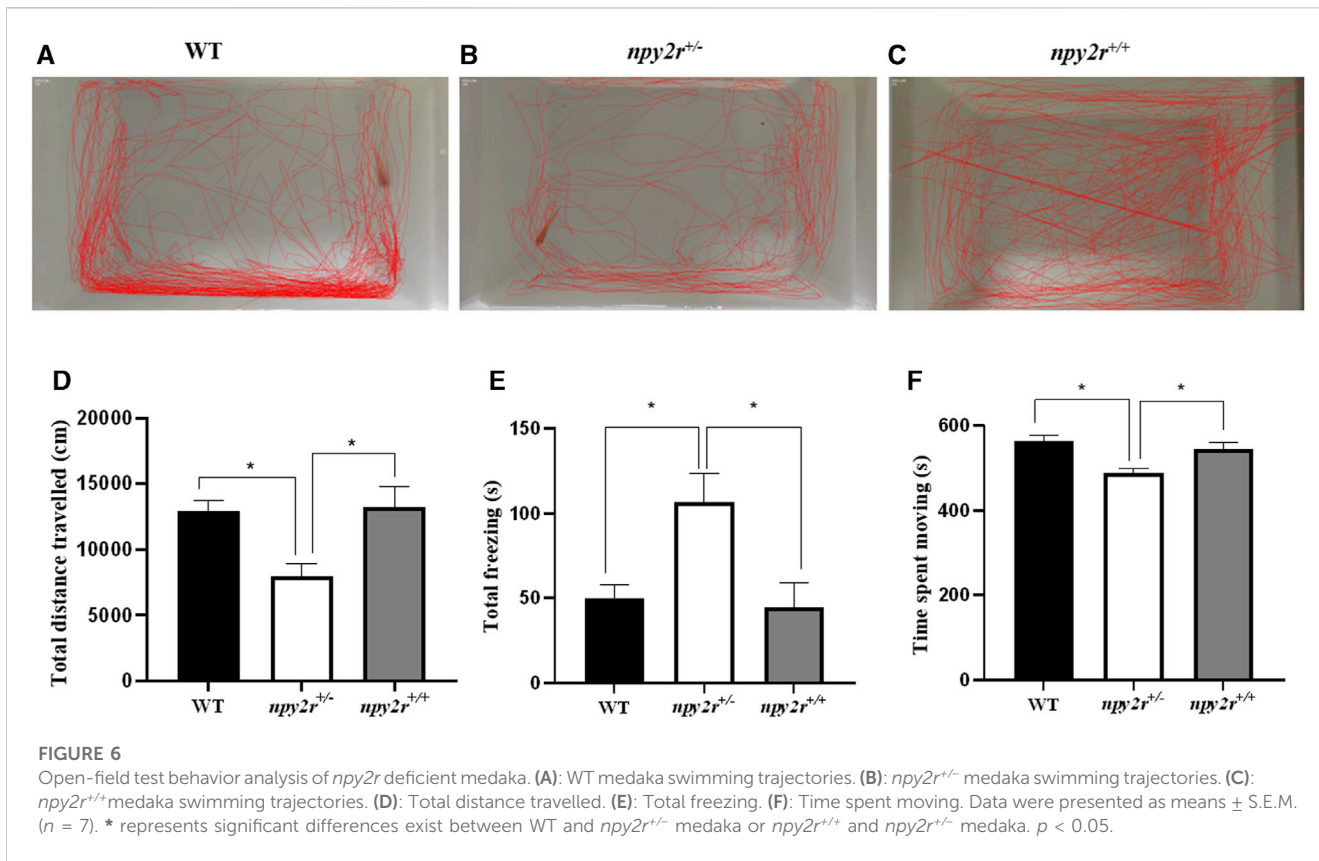 A
WT
B
npy2r+/-
C
npy2r+/+
D
Total distance travelled (cm)
20000
15000
10000
5000
0
*
*
WT
npy2r+/-
npy2r+/+
E
Total freezing (s)
150
100
50
0
*
*
WT
npy2r+/-
npy2r+/+
F
Time spent moving (s)
600
400
200
0
*
*
WT
npy2r+/-
npy2r+/+
FIGURE 6
Open-field test behavior analysis of npy2r deficient medaka. (A): WT medaka swimming trajectories. (B): npy2r+/− medaka swimming trajectories. (C):
npy2r+/+medaka swimming trajectories. (D): Total distance travelled. (E): Total freezing. (F): Time spent moving. Data were presented as means ± S.E.M.
(n = 7). * represents significant differences exist between WT and npy2r+/− medaka or npy2r+/+ and npy2r+/− medaka. p < 0.05.